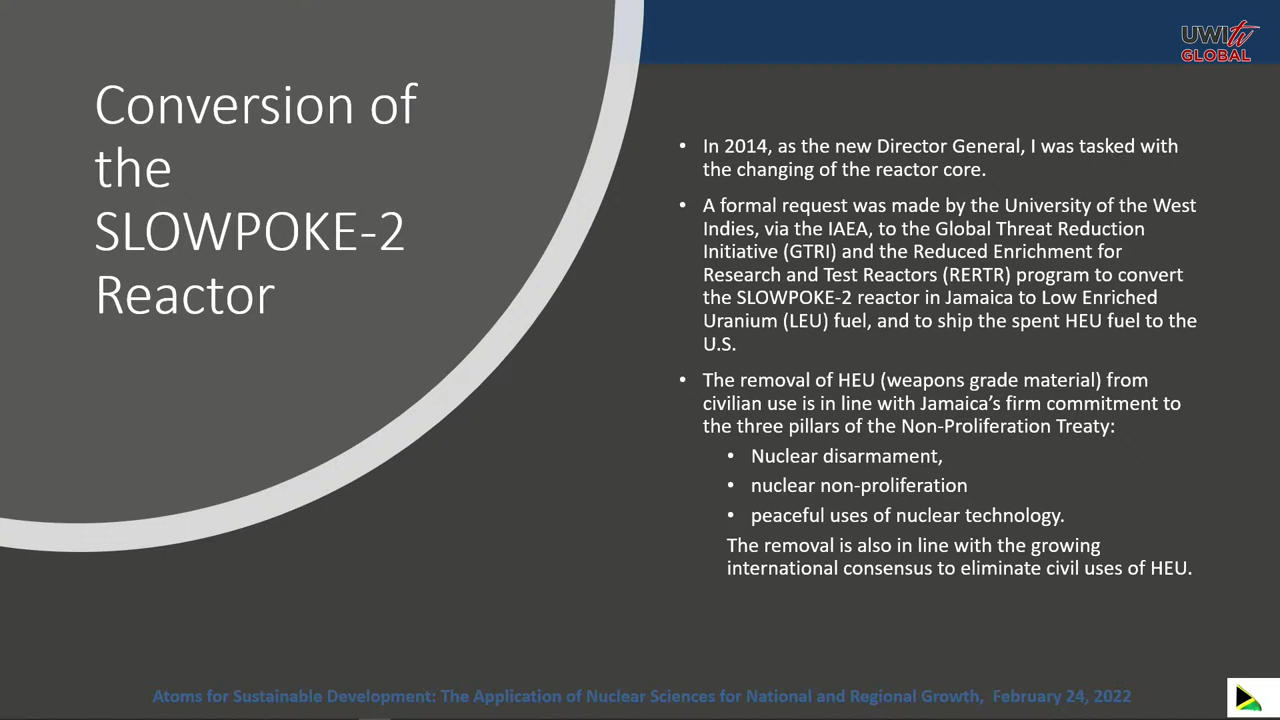 UWItv
GLOBAL
Conversion of
the
SLOWPOKE-2
Reactor
• In 2014, as the new Director General, I was tasked with
the changing of the reactor core.
• A formal request was made by the University of the West
Indies, via the IAEA, to the Global Threat Reduction
Initiative (GTRI) and the Reduced Enrichment for
Research and Test Reactors (RERTR) program to convert
the SLOWPOKE-2 reactor in Jamaica to Low Enriched
Uranium (LEU) fuel, and to ship the spent HEU fuel to the
U.S.
• The removal of HEU (weapons grade material) from
civilian use is in line with Jamaica’s firm commitment to
the three pillars of the Non-Proliferation Treaty:
• Nuclear disarmament,
• nuclear non-proliferation
• peaceful uses of nuclear technology.
The removal is also in line with the growing
international consensus to eliminate civil uses of HEU.
Atoms for Sustainable Development: The Application of Nuclear Sciences for National and Regional Growth, February 24, 2022